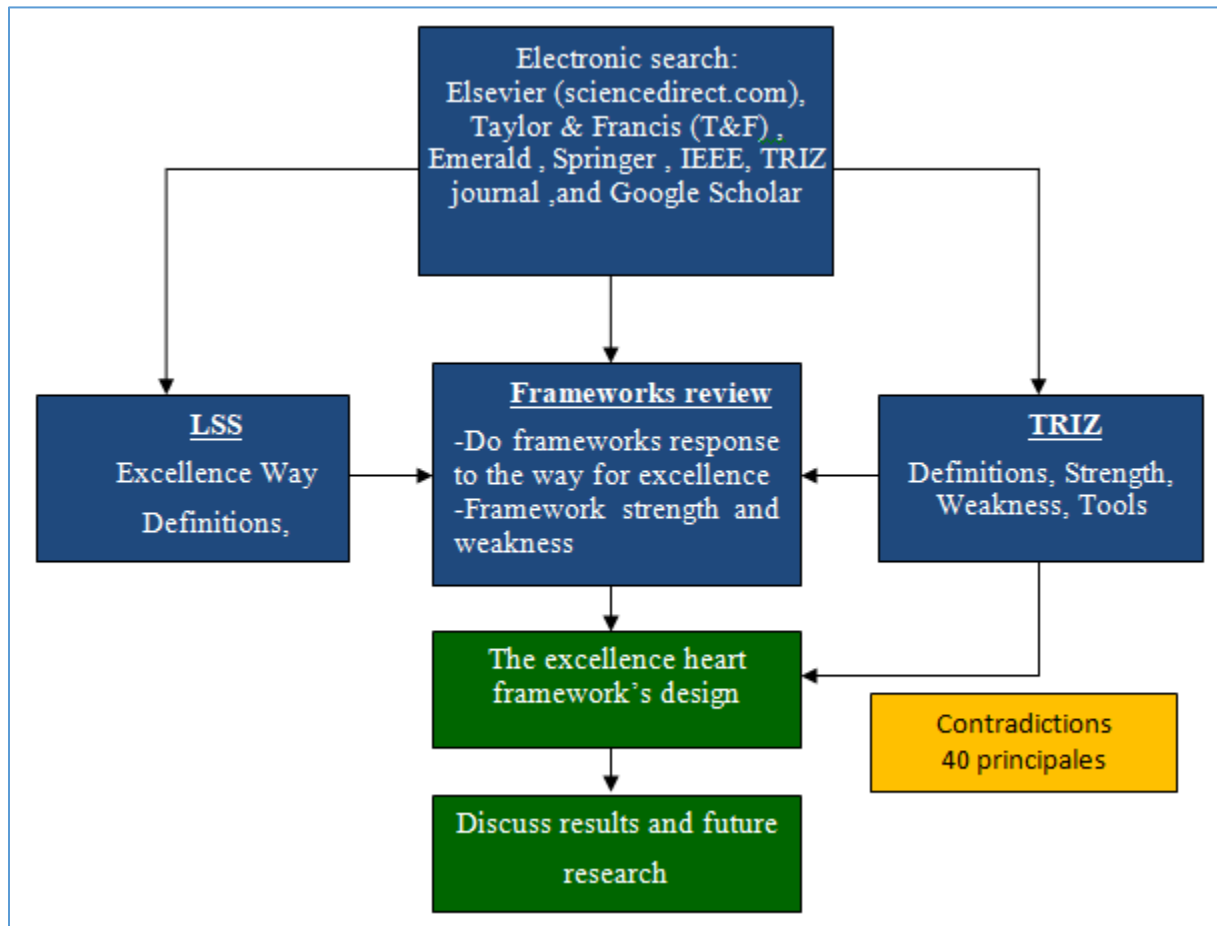 Electronic search:
Elsevier (sciencedirect.com),
Taylor & Francis (T&F) ,
Emerald , Springer , IEEE, TRIZ
journal ,and Google Scholar
LSS
Excellence Way
Definitions,
Frameworks review
-Do frameworks response
to the way for excellence
-Framework strength and
weakness
TRIZ
Definitions, Strength,
Weakness, Tools
The excellence heart
framework’s design
Contradictions
40 principales
Discuss results and future
research